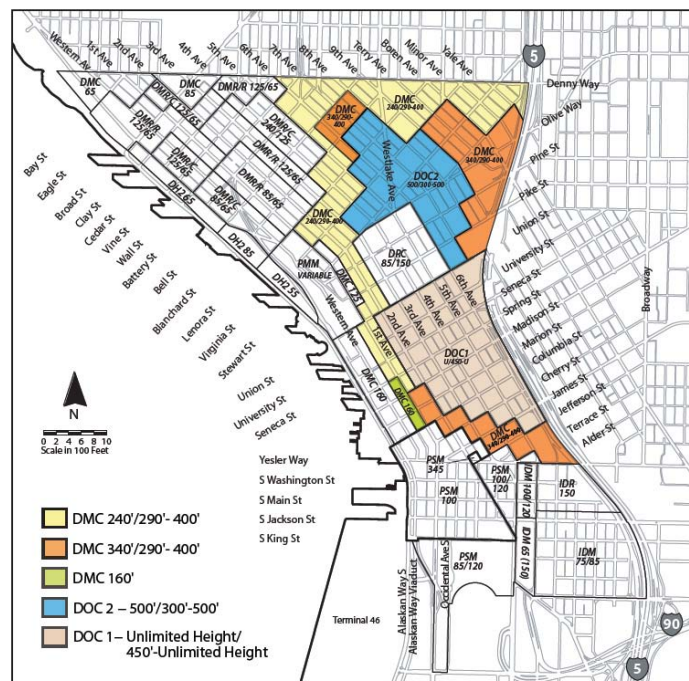 Western Av
1st Ave
2nd Ave
3rd Ave
4th Ave
5th Ave
6th Ave
7th Ave
8th Ave
9th Ave
Terry Ave
Boren Ave
Minor Ave
Yale Ave
5
Denny Way
Olive Way
Pine St
Pike St
Union St
University St
Seneca St
Spring St
Madison St
Marion St
Columbia St
Cherry St
James St
Jefferson St
Terrace St
Alder St
Broadway
DMC
65
DMR/R
125/65
DMR/C
125/65
DMC
85
DMR/R 125/65
DMR/C
240/125
DMC
340/290-
400
DMC
240/290-400
DMC
340/290-400
DMR/C
125/65
DMR/R 125/65
DMR/R 85/65
DMR/C
85/65
Westlake Ave
DOC2
500/300-500
DMC
240/290-400
DH2 65
DH2 85
DH2 55
PMM
VARIABLE
DMC 125
DRC
85/150
Western Ave
1st Ave
2nd Ave
3rd Ave
4th Ave
5th Ave
6th Ave
DOC1
U/450-U
DMC 160
DMC 160
DMC
340/290-400
PSM
345
PSM
100
PSM
100/
120
IDM 100/120
IDR
150
PSM
85/120
IDM 65 (150)
IDM
75/85
Bay St
Eagle St
Broad St
Clay St
Cedar St
Vine St
Wall St
Battery St
Bell St
Blanchard St
Lenora St
Virginia St
Stewart St
Union St
University St
Seneca St
Yesler Way
S Washington St
S Main St
S Jackson St
S King St
Alaskan Way S
Alaskan Way Viaduct
Occidental Ave S
Terminal 46
90
5
N
0 2 4 6 8 10
Scale in 100 Feet
DMC 240'/290'- 400'
DMC 340'/290'- 400'
DMC 160'
DOC 2 – 500'/300'-500'
DOC 1 – Unlimited Height/
450'-Unlimited Height